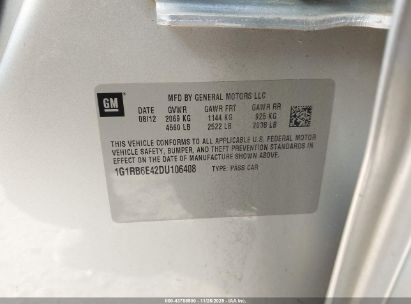 GM
MFD BY GENERAL MOTORS LLC
DATE GVWR GAWR FRT GAWR RR
08/12 2069 KG 1144 KG 925 KG
4560 LB 2522 LB LB
THIS VEHICLE CONFORMS TO ALL APPLICABLE U.S. FEDERAL MOTOR
VEHICLE SAFETY, BUMPER, AND THEFT PREVENTION STANDARDS
IN EFFECT ON THE DATE OF MANUFACTURE SHOWN ABOVE.
1G1RB6E42DU106408 TYPE: PASS CAR